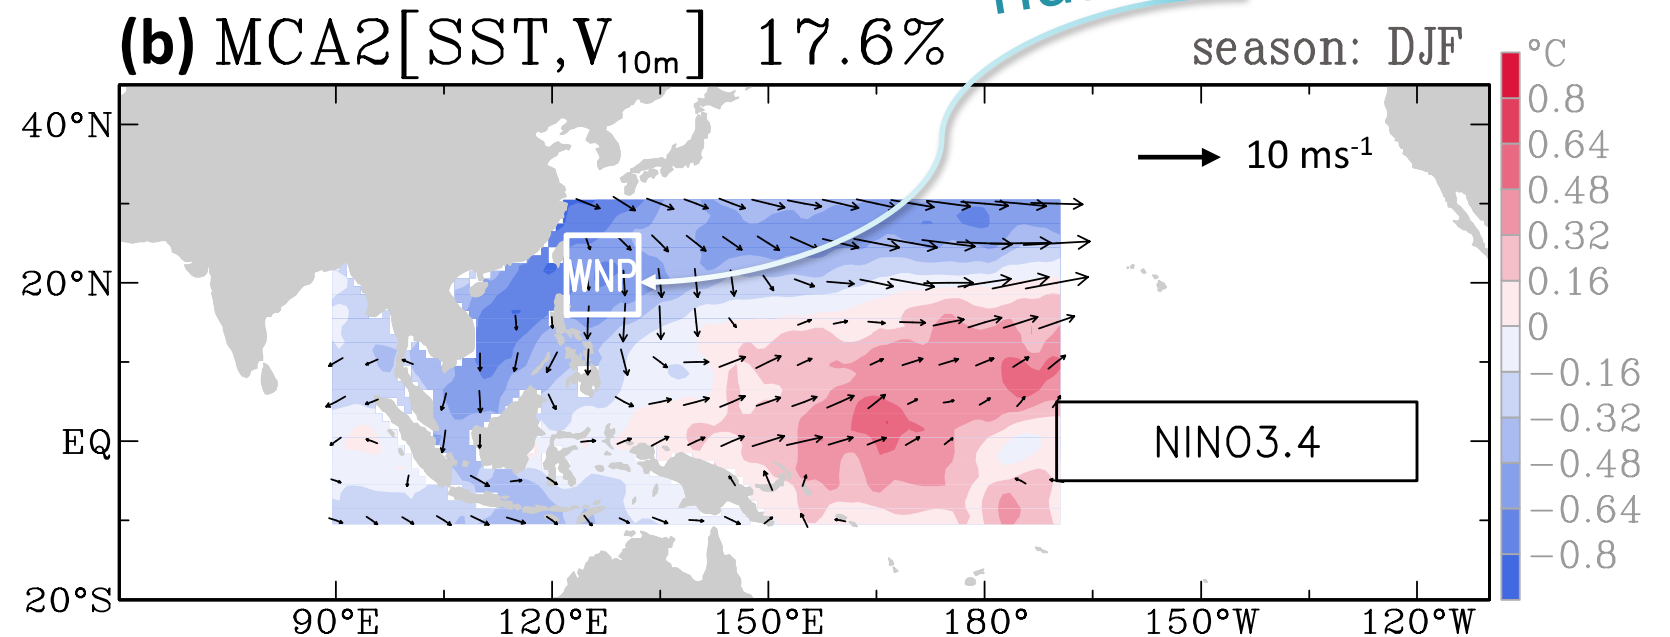 (b) MCA2[SST,V10m] 17.6%
season: DJF
°C
40°N
20°N
EQ
20°S
90°E 120°E 150°E 180° 150°W 120°W
10 ms-1
WNP
NINO3.4
0.8
0.64
0.48
0.32
0.16
0
−0.16
−0.32
−0.48
−0.64
−0.8